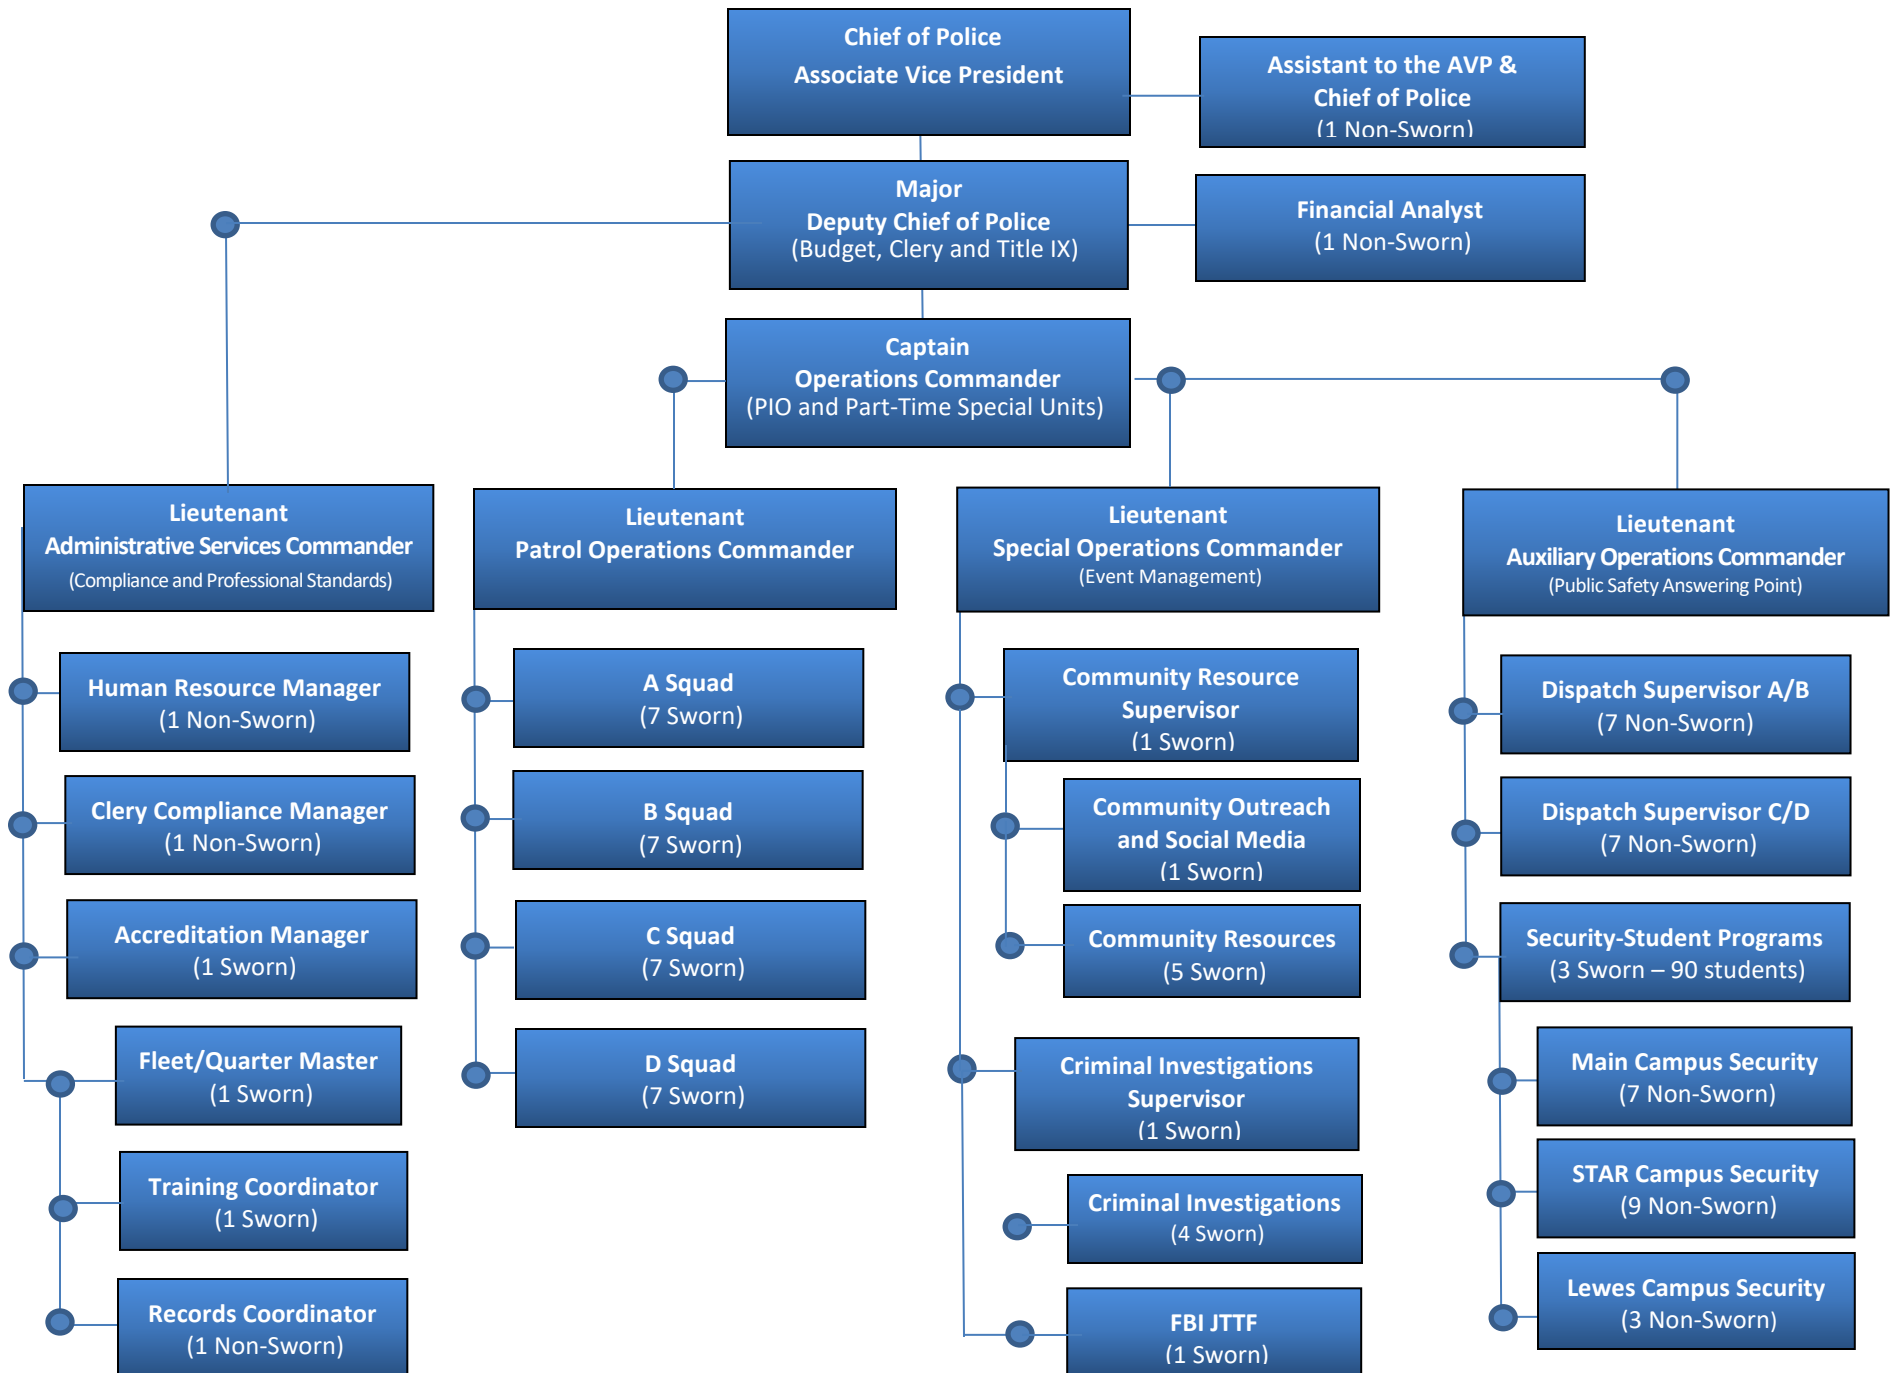 Chief of Police
Associate Vice President
Assistant to the AVP &
Chief of Police
(1 Non-Sworn)
Major
Deputy Chief of Police
(Budget, Clery and Title IX)
Financial Analyst
(1 Non-Sworn)
Captain
Operations Commander
(PIO and Part-Time Special Units)
Lieutenant
Administrative Services Commander
(Compliance and Professional Standards)
Human Resource Manager
(1 Non-Sworn)
Clery Compliance Manager
(1 Non-Sworn)
Accreditation Manager
(1 Sworn)
Fleet/Quarter Master
(1 Sworn)
Training Coordinator
(1 Sworn)
Records Coordinator
(1 Non-Sworn)
Lieutenant
Patrol Operations Commander
A Squad
(7 Sworn)
B Squad
(7 Sworn)
C Squad
(7 Sworn)
D Squad
(7 Sworn)
Lieutenant
Special Operations Commander
(Event Management)
Community Resource
Supervisor
(1 Sworn)
Community Outreach
and Social Media
(1 Sworn)
Community Resources
(5 Sworn)
Criminal Investigations
Supervisor
(1 Sworn)
Criminal Investigations
(4 Sworn)
FBI JTTF
(1 Sworn)
Lieutenant
Auxiliary Operations Commander
(Public Safety Answering Point)
Dispatch Supervisor A/B
(7 Non-Sworn)
Dispatch Supervisor C/D
(7 Non-Sworn)
Security-Student Programs
(3 Sworn – 90 students)
Main Campus Security
(7 Non-Sworn)
STAR Campus Security
(9 Non-Sworn)
Lewes Campus Security
(3 Non-Sworn)